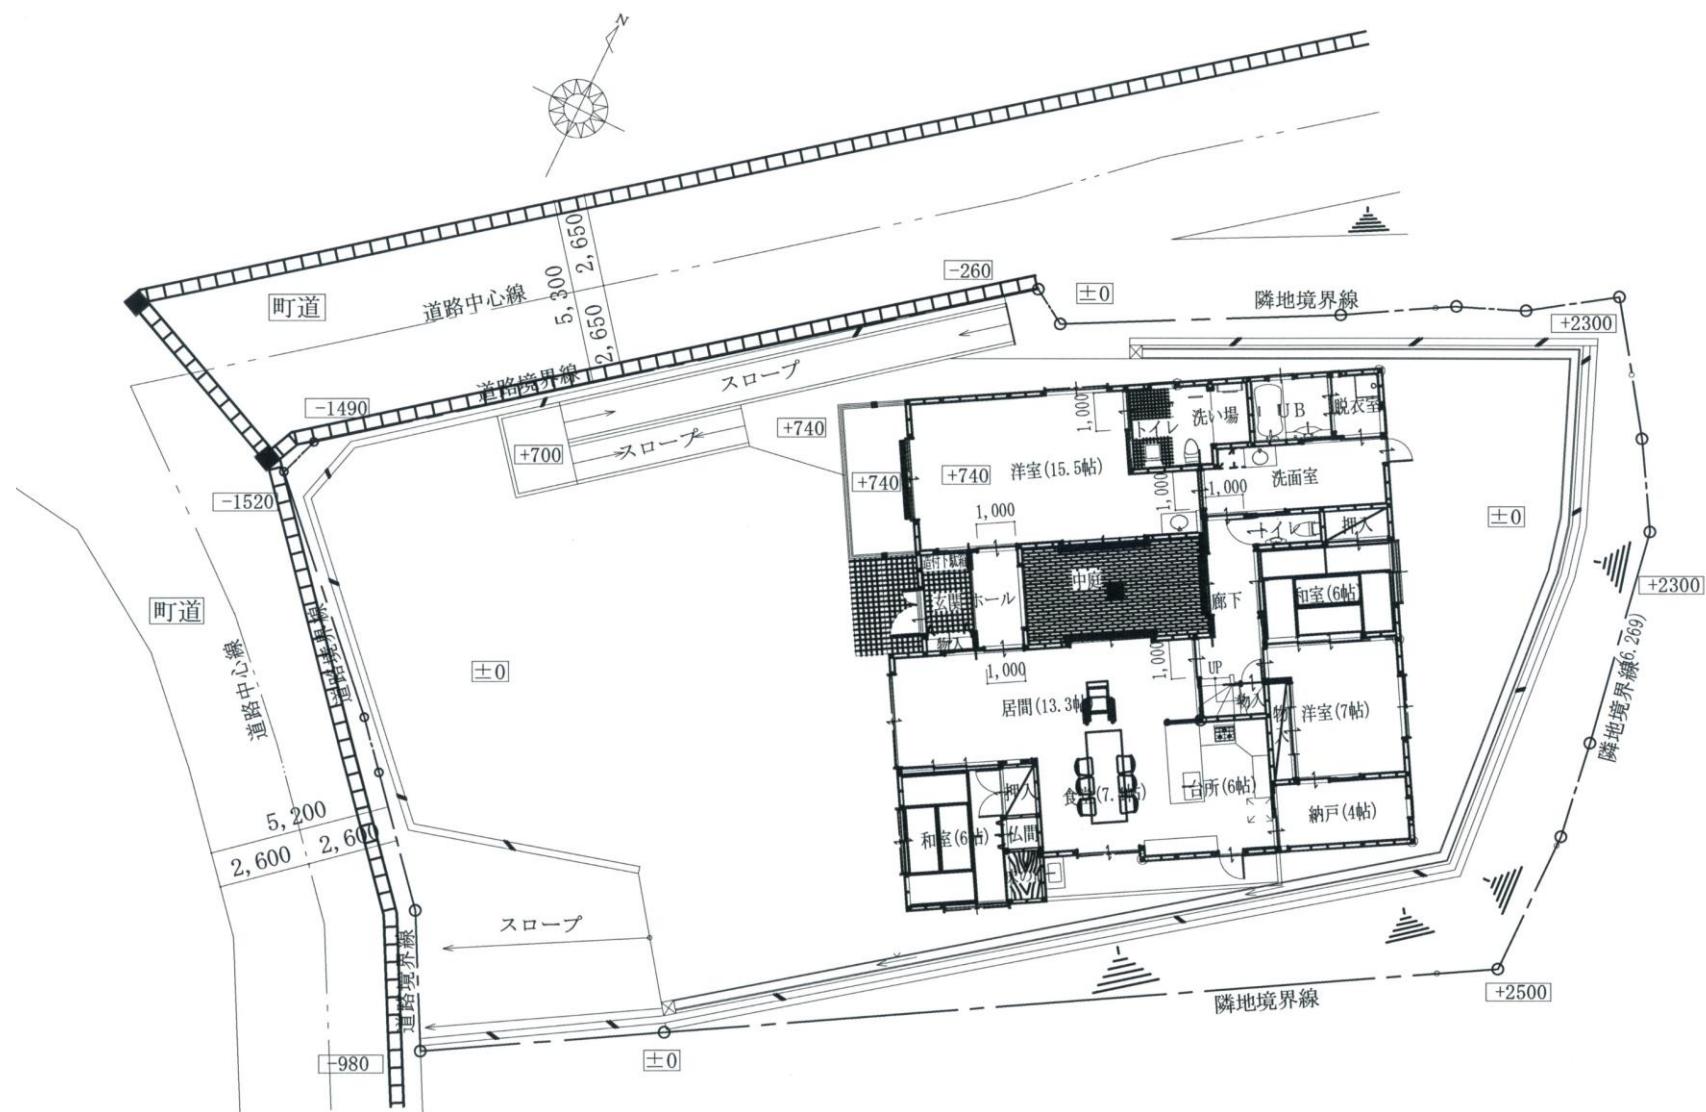 N
町道
道路中心線
5,300
2,650
2,650
-260
±0
隣地境界線
+2300
道路境界線
スロープ
-1490
+740
スロープ
+700
-1520
+740
洋室(15.5帖)
+740
1,000
トイレ
洗い場
UB
脱衣室
洗面室
1,000
1,000
1,000
トイレ
押入
±0
中庭
玄関
ホール
廊下
和室(6帖)
物入
1,000
1,000
UP
物入
物入
洋室(7帖)
+2300
隣地境界線(6.269)
町道
道路中心線
道路境界線
±0
居間(13.3帖)
食堂
台所(6帖)
納戸(4帖)
押入
仏間
和室(6帖)
5,200
2,600
2,600
スロープ
道路境界線
-980
±0
隣地境界線
+2500